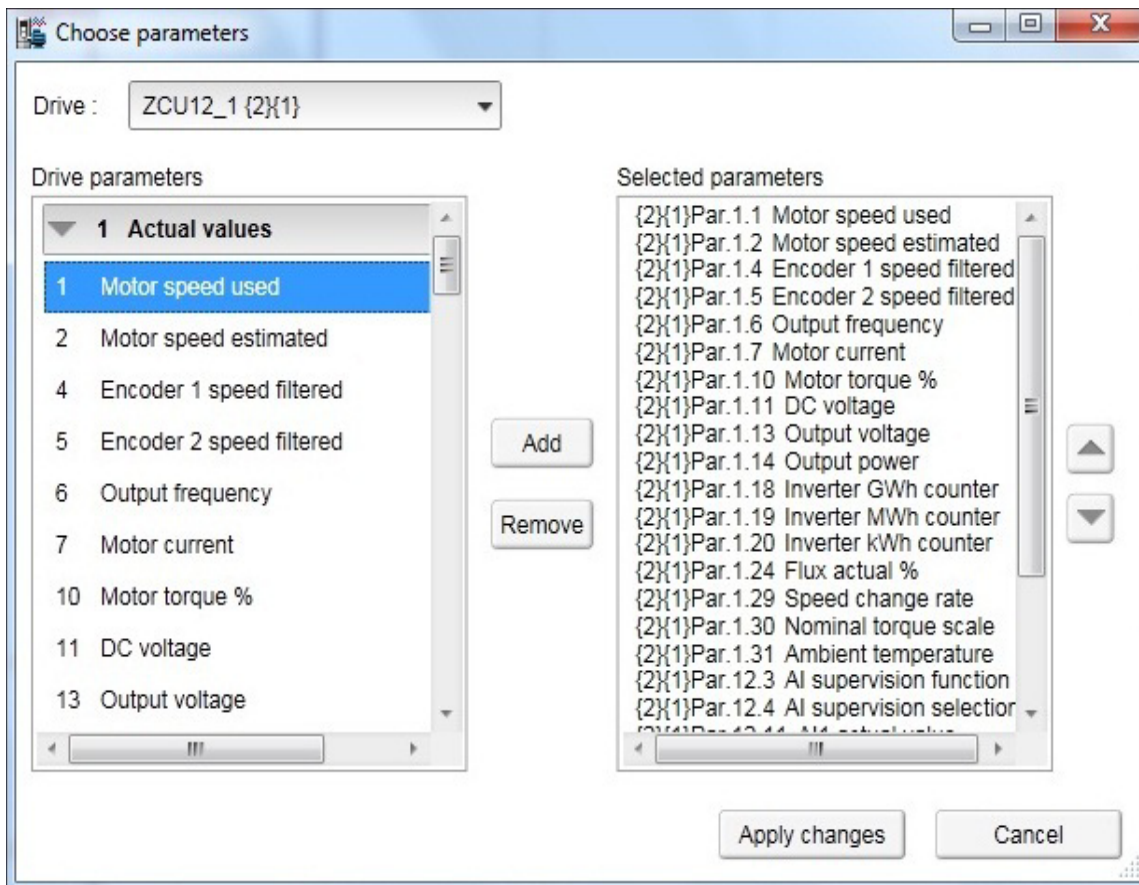 Choose parameters
Drive :
ZCU12_1 {2}{1}
Drive parameters
1 Actual values
1 Motor speed used
2 Motor speed estimated
4 Encoder 1 speed filtered
5 Encoder 2 speed filtered
6 Output frequency
7 Motor current
10 Motor torque %
11 DC voltage
13 Output voltage
Add
Remove
Selected parameters
{2}{1}Par.1.1 Motor speed used
{2}{1}Par.1.2 Motor speed estimated
{2}{1}Par.1.4 Encoder 1 speed filtered
{2}{1}Par.1.5 Encoder 2 speed filtered
{2}{1}Par.1.6 Output frequency
{2}{1}Par.1.7 Motor current
{2}{1}Par.1.10 Motor torque %
{2}{1}Par.1.11 DC voltage
{2}{1}Par.1.13 Output voltage
{2}{1}Par.1.14 Output power
{2}{1}Par.1.18 Inverter GWh counter
{2}{1}Par.1.19 Inverter MWh counter
{2}{1}Par.1.20 Inverter kWh counter
{2}{1}Par.1.24 Flux actual %
{2}{1}Par.1.29 Speed change rate
{2}{1}Par.1.30 Nominal torque scale
{2}{1}Par.1.31 Ambient temperature
{2}{1}Par.12.3 AI supervision function
{2}{1}Par.12.4 AI supervision selection
{2}{1}Par.12.11 AI1 actual value
Apply changes
Cancel